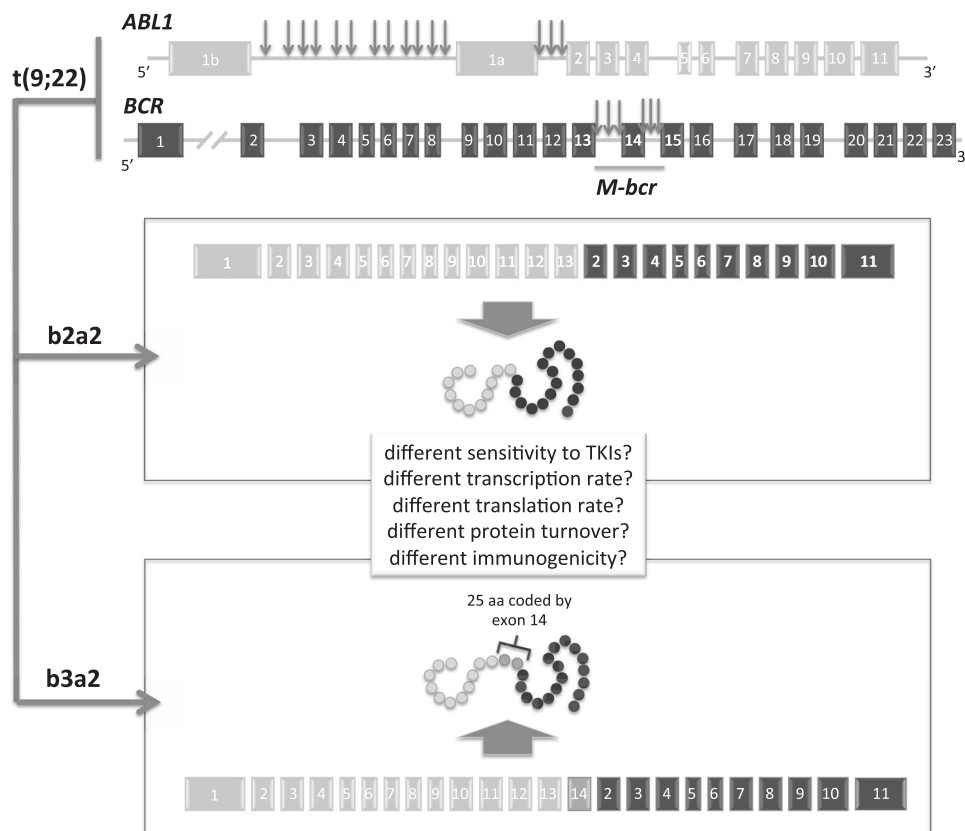 ABL1
1b 1a 2 3 4 5 6 7 8 9 10 11
5’ 3’
t(9;22)
BCR
1 2 3 4 5 6 7 8 9 10 11 12 13 14 15 16 17 18 19 20 21 22 23
5’ 3
M-bcr
1 2 3 4 5 6 7 8 9 10 11 12 13 2 3 4 5 6 7 8 9 10 11
b2a2
different sensitivity to TKIs?
different transcription rate?
different translation rate?
different protein turnover?
different immunogenicity?
25 aa coded by
exon 14
b3a2
1 2 3 4 5 6 7 8 9 10 11 12 13 14 2 3 4 5 6 7 8 9 10 11